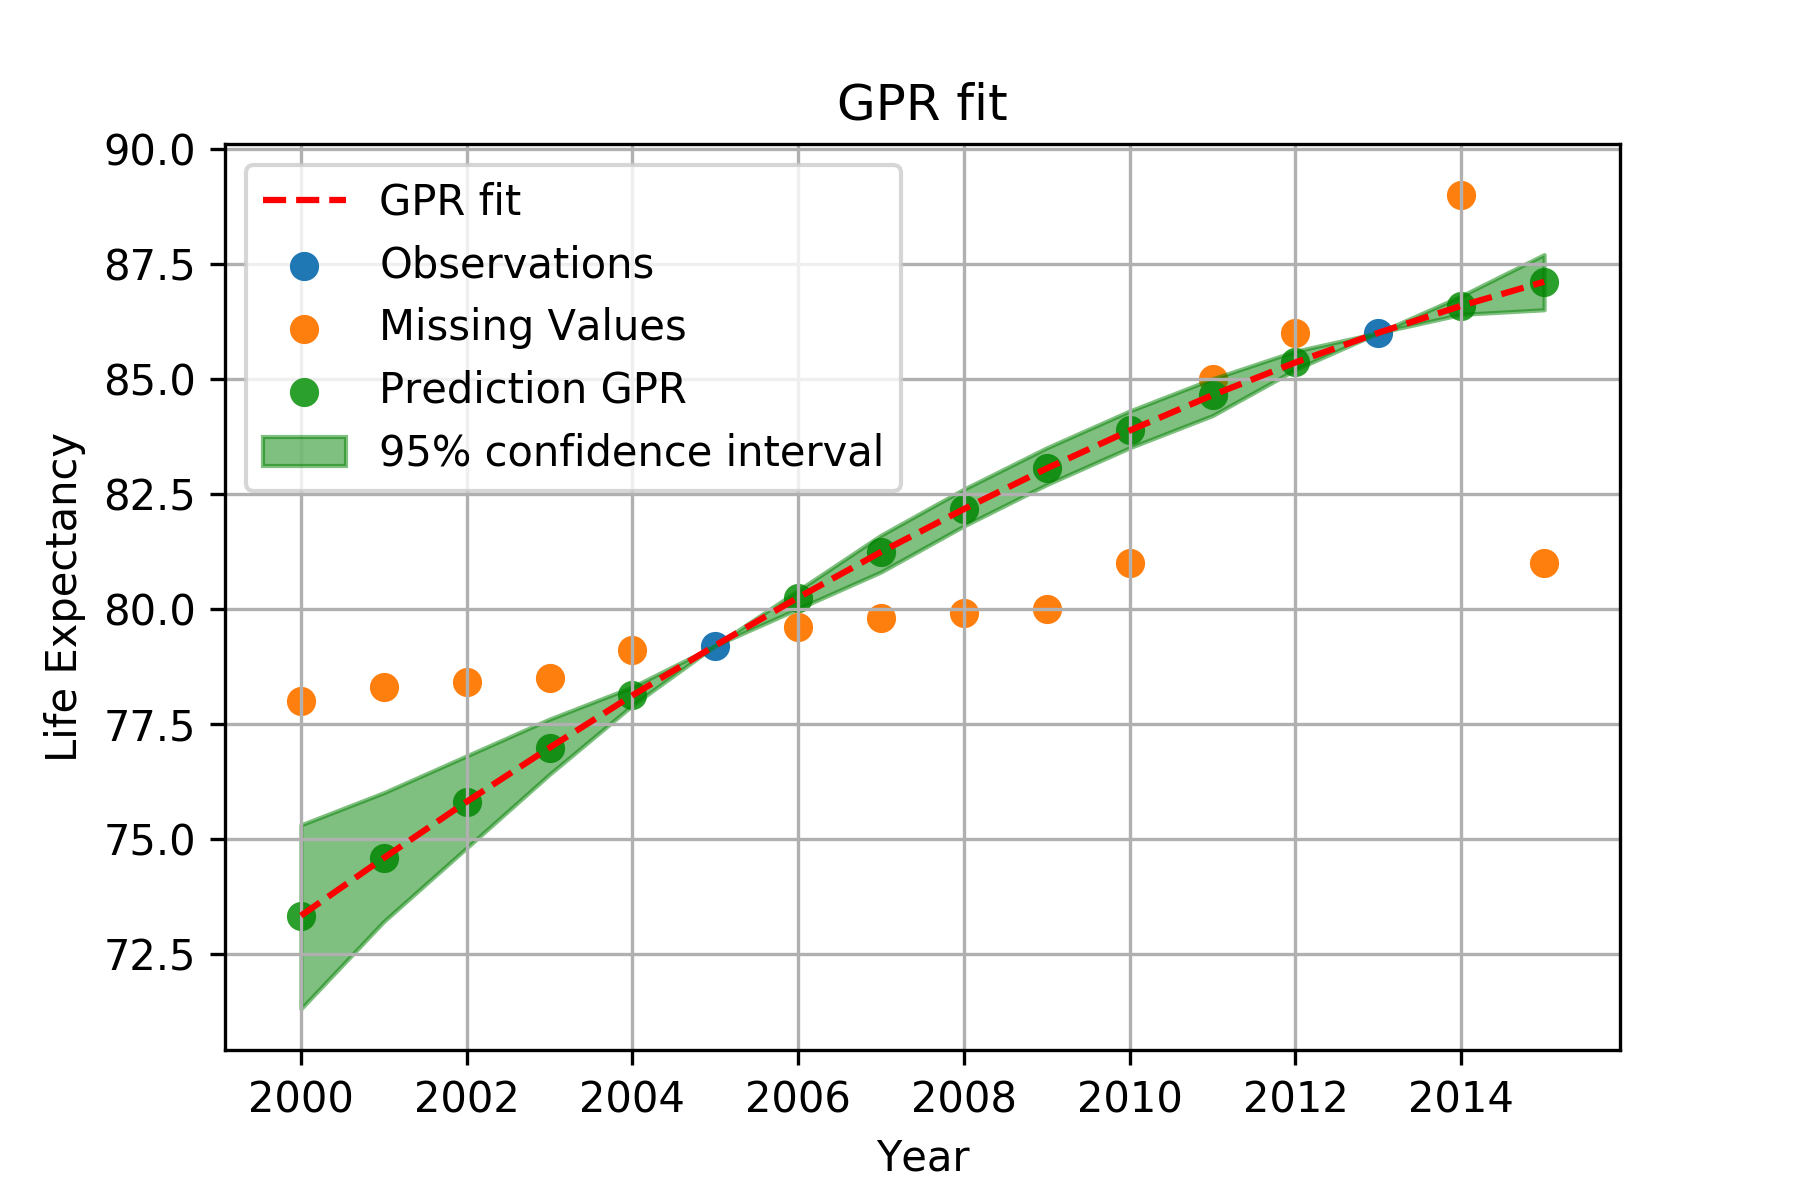 GPR fit
90.0
87.5
85.0
82.5
80.0
77.5
75.0
72.5
Life Expectancy
GPR fit
Observations
Missing Values
Prediction GPR
95% confidence interval
2000 2002 2004 2006 2008 2010 2012 2014
Year